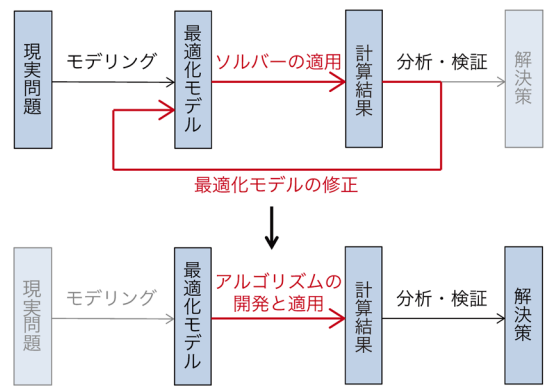 現実問題
モデリング
最適化モデル
ソルバーの適用
計算結果
分析・検証
解決策
最適化モデルの修正
現実問題
モデリング
最適化モデル
アルゴリズムの
開発と適用
計算結果
分析・検証
解決策